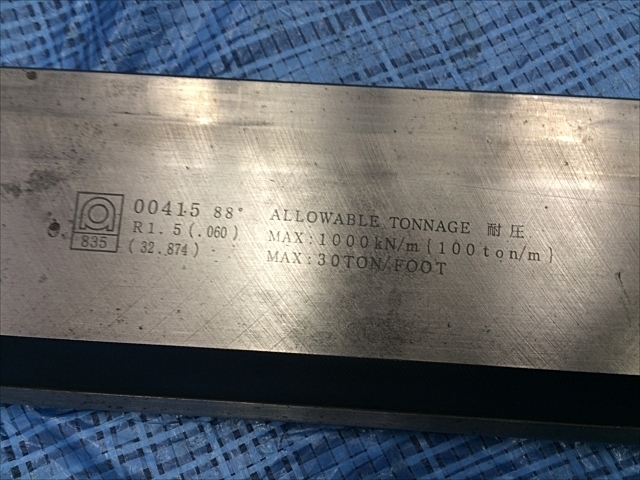 00415 88°
R1.5(.060)
(32.874)
835
ALLOWABLE TONNAGE 耐圧
MAX:1000kN/m{100ton/m}
MAX:30TON/FOOT